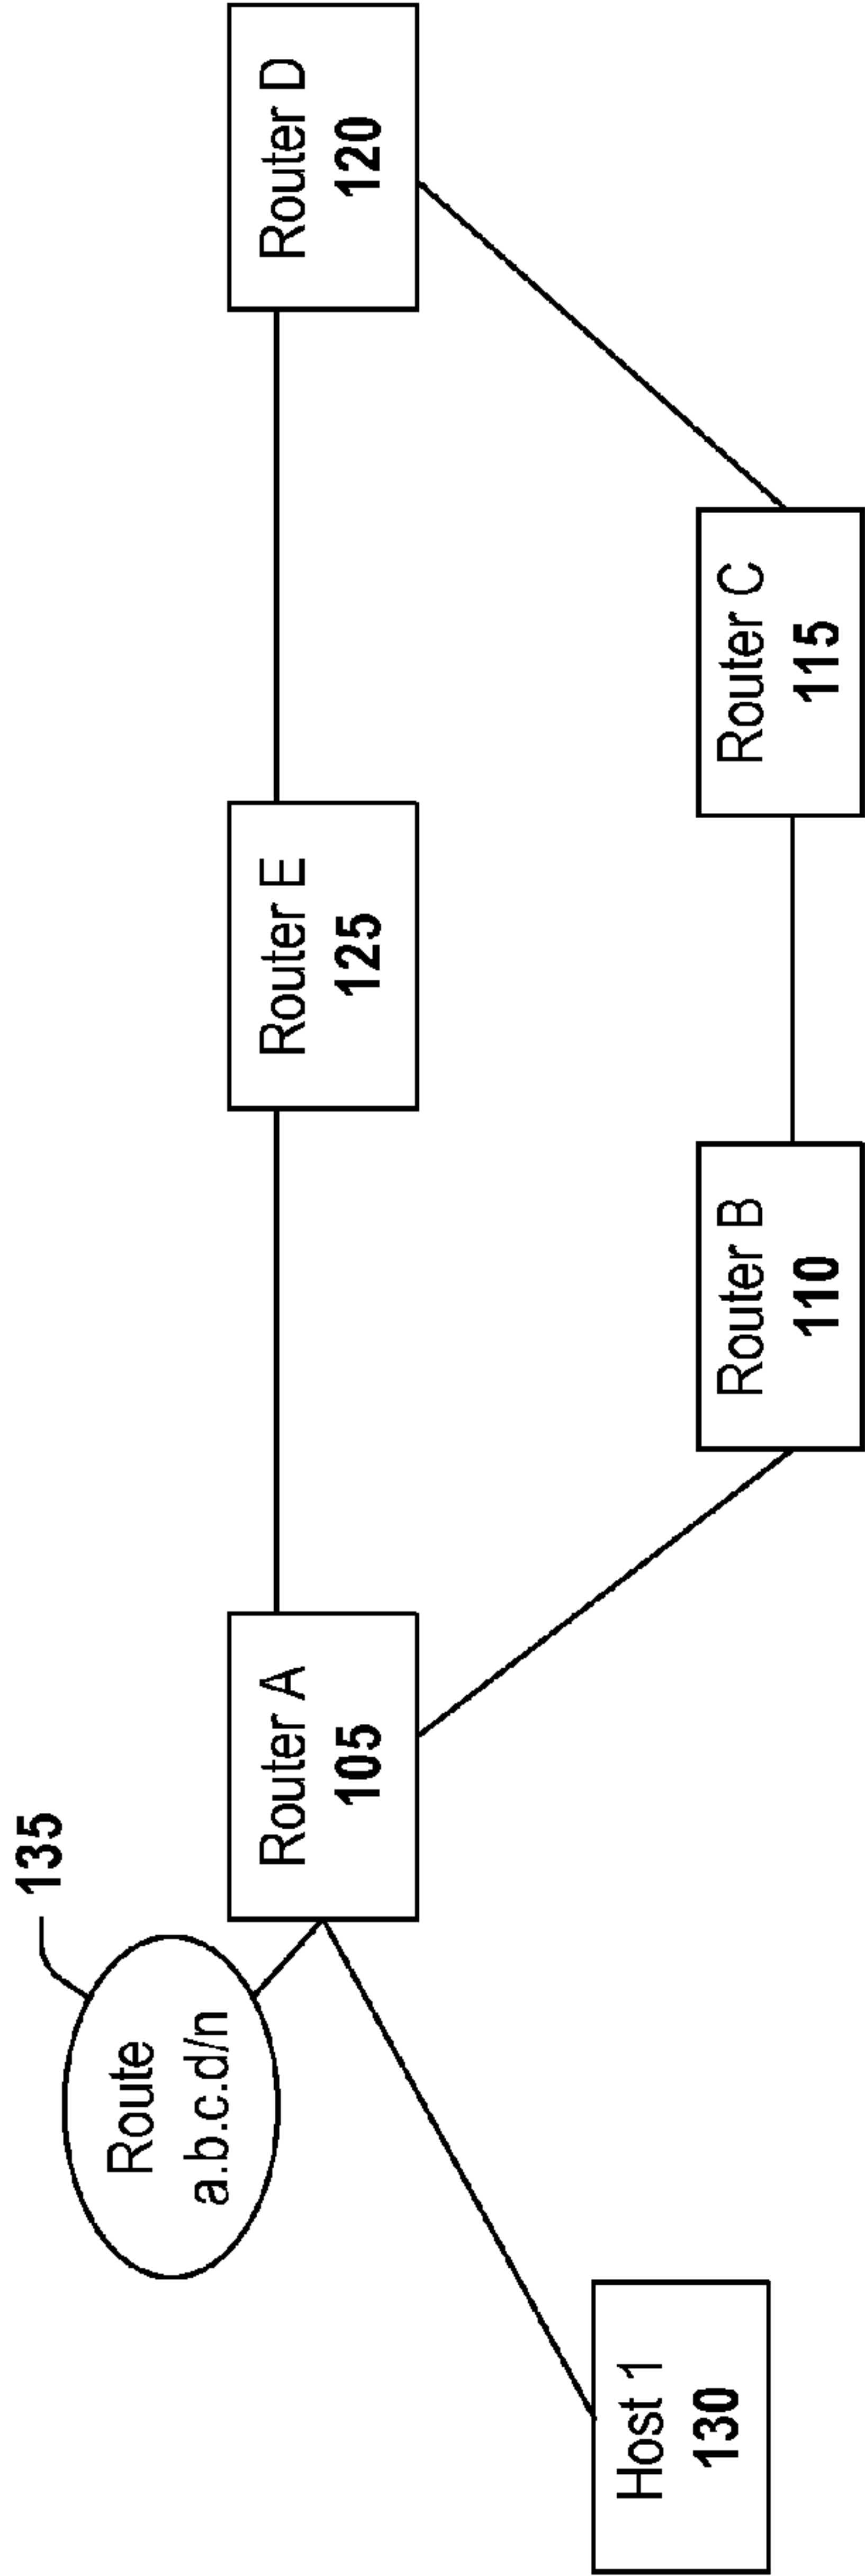 135
Route
a.b.c.d/n
Router A
105
Router E
125
Router D
120
Host 1
130
Router B
110
Router C
115